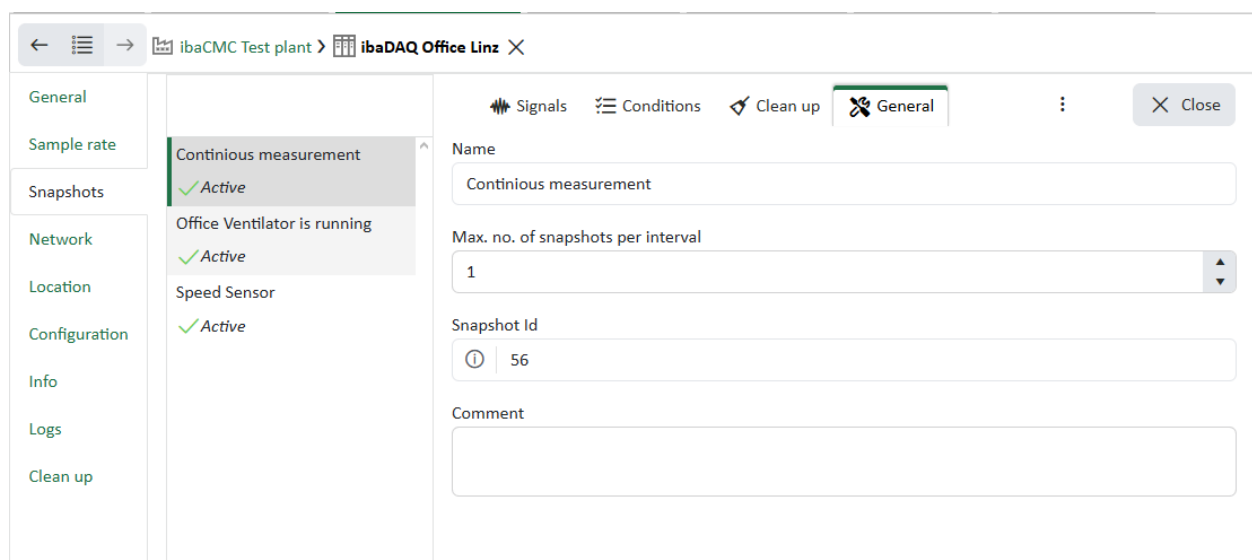 ibaCMC Test plant ibaDAQ Office Linz
General
Sample rate
Snapshots
Network
Location
Configuration
Info
Logs
Clean up
Continious measurement
Active
Office Ventilator is running
Active
Speed Sensor
Active
Signals Conditions Clean up General Close
Name
Continious measurement
Max. no. of snapshots per interval
1
Snapshot Id
56
Comment